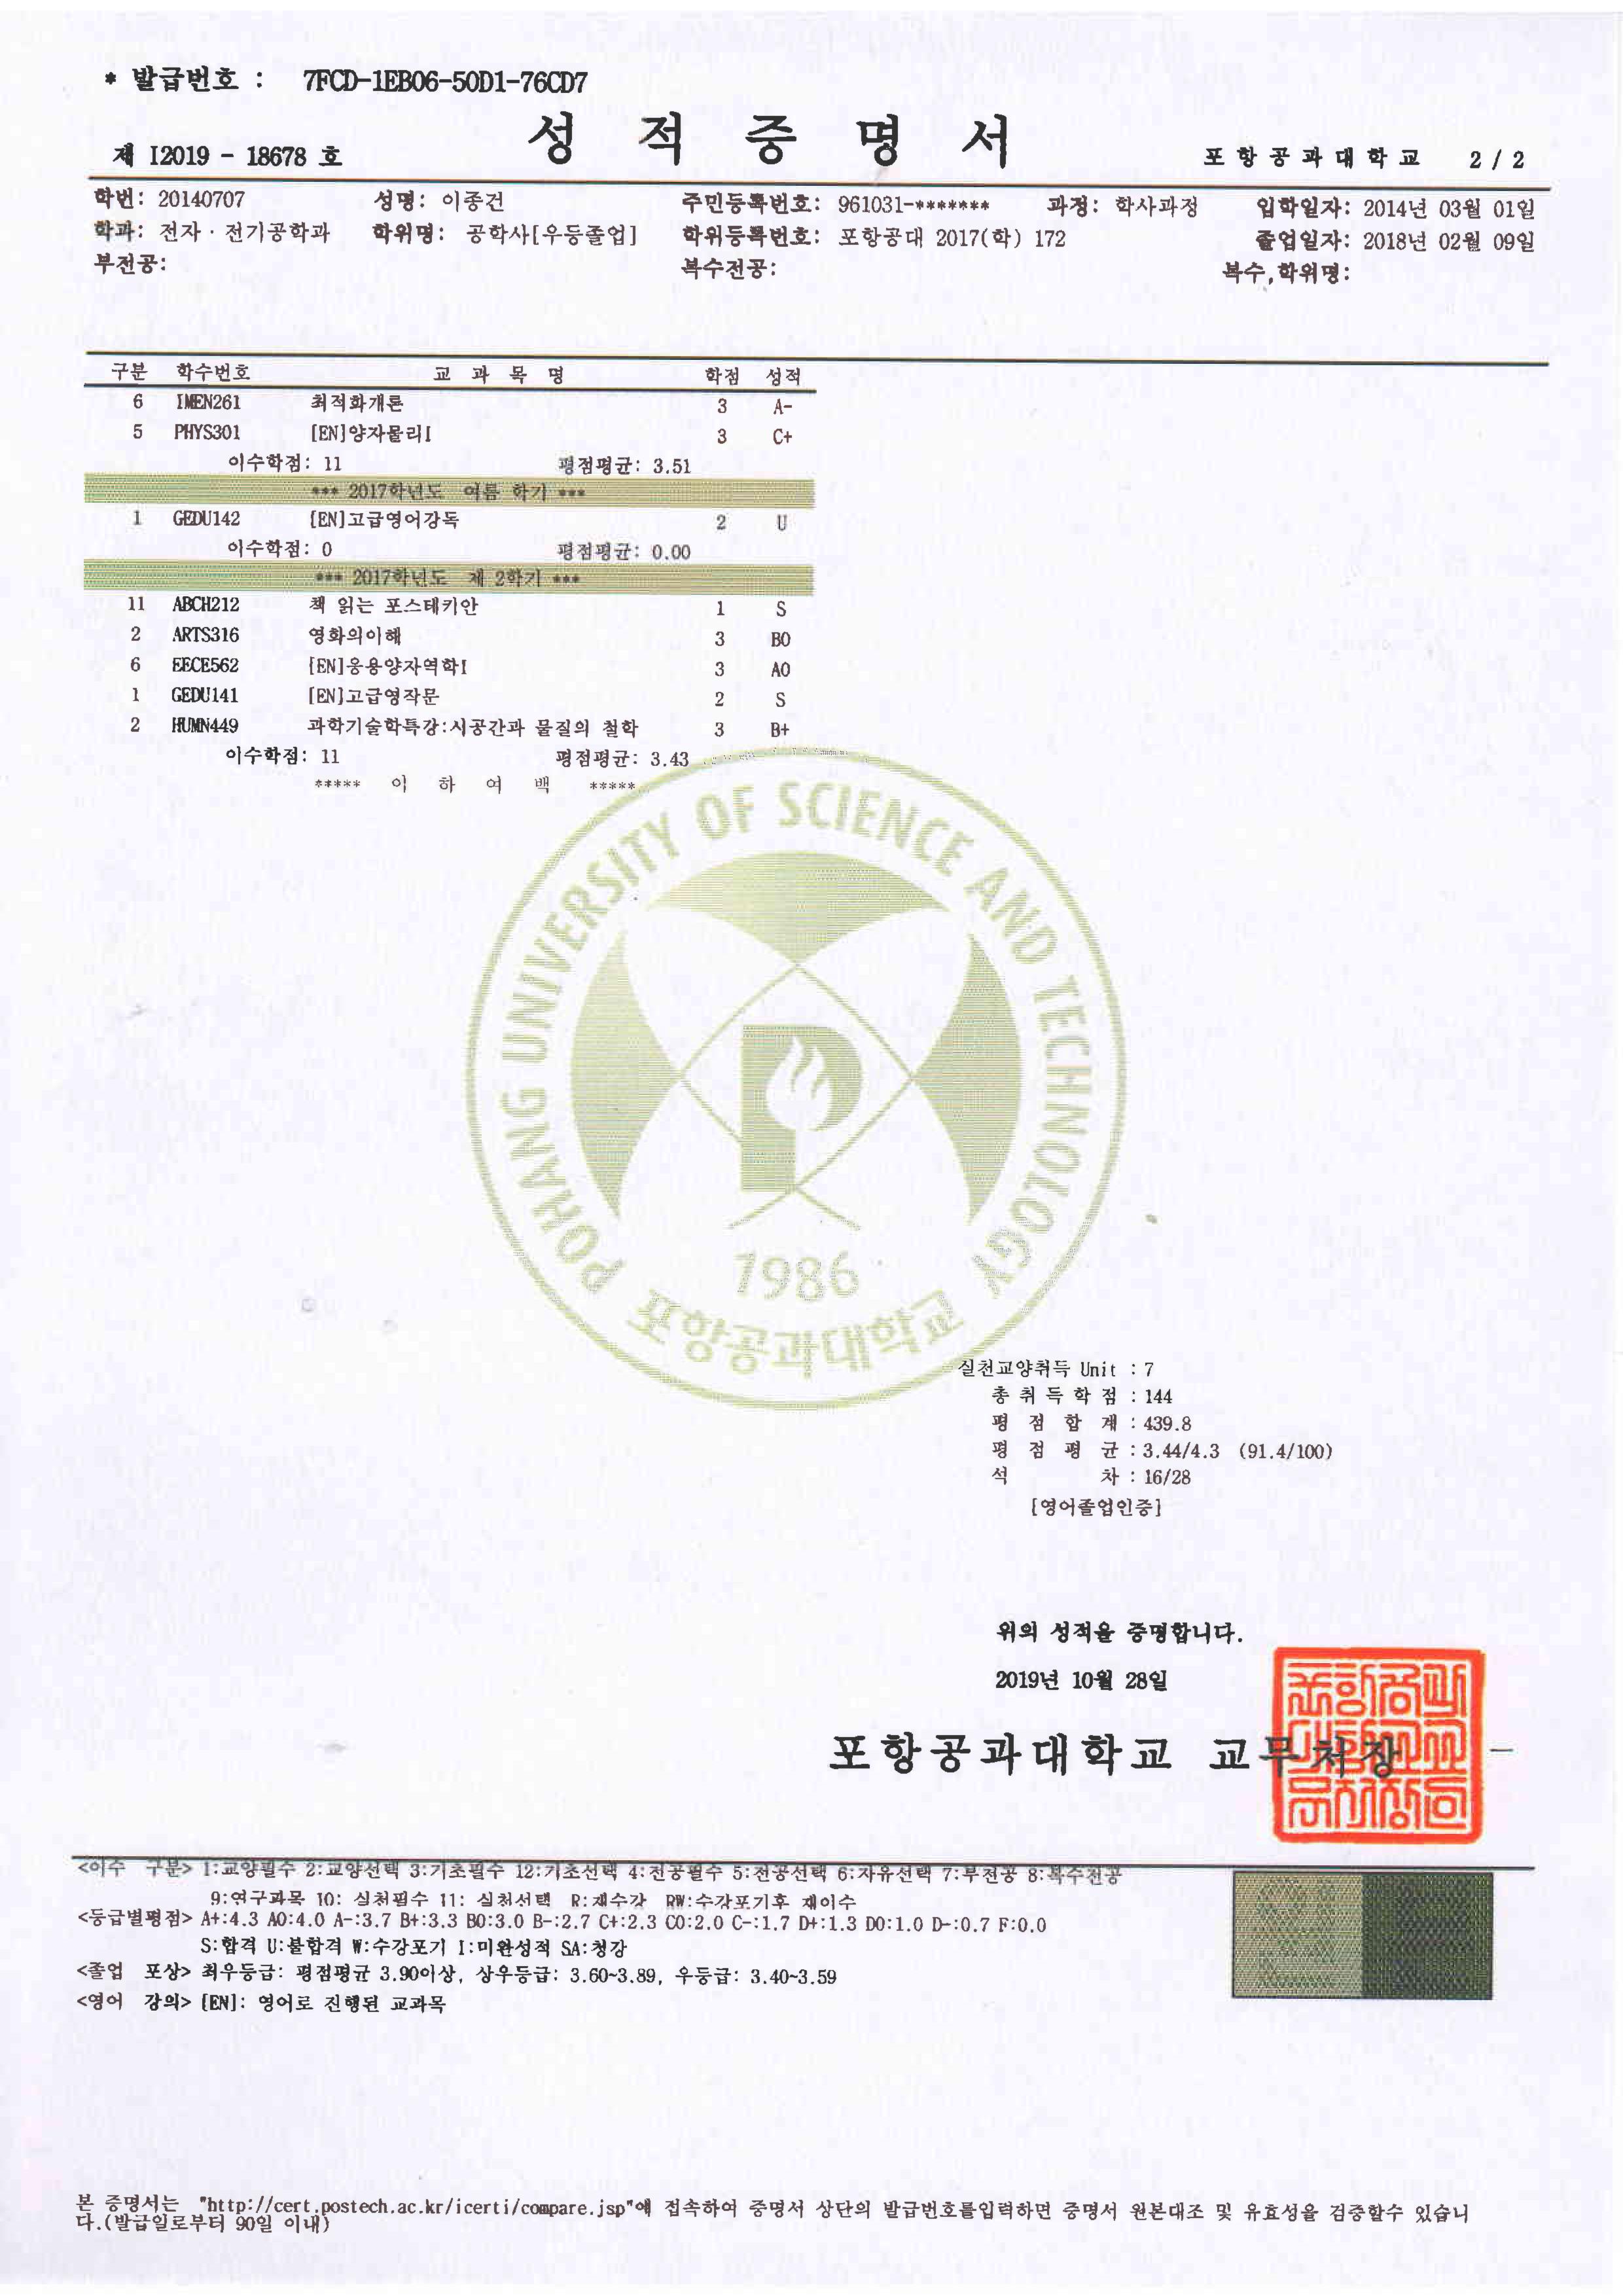 * 발급번호 : 7FCD-1EB06-50D1-76CD7
성 적 증 명 서
제 I2019 - 18678 호
포항공과대학교 2 / 2
학번: 20140707 성명: 이종건 주민등록번호: 961031-******* 과정: 학사과정 입학일자: 2014년 03월 01일
학과: 전자·전기공학과 학위명: 공학사[우등졸업] 학위등록번호: 포항공대 2017(학) 172 졸업일자: 2018년 02월 09일
부전공: 복수전공: 복수,학위명:
구분 학수번호 교 과 목 명 학점 성적
6 IMEN261 최적화개론 3 A-
5 PHYS301 [EN]양자물리I 3 C+
이수학점: 11 평점평균: 3.51
*** 2017학년도 여름 학기 ***
1 GEDU142 [EN]고급영어강독 2 U
이수학점: 0 평점평균: 0.00
*** 2017학년도 제 2학기 ***
11 ABCH212 책 읽는 포스테키안 1 S
2 ARTS316 영화의이해 3 B0
6 EECE562 [EN]응용양자역학I 3 A0
1 GEDU141 [EN]고급영작문 2 S
2 HUMN449 과학기술학특강:시공간과 물질의 철학 3 B+
이수학점: 11 평점평균: 3.43
***** 이 하 여 백 *****
POHANG UNIVERSITY OF SCIENCE AND TECHNOLOGY
1986
포항공과대학교
실천교양취득 Unit : 7
총 취 득 학 점 : 144
평 점 합 계 : 439.8
평 점 평 균 : 3.44/4.3 (91.4/100)
석 차 : 16/28
[영어졸업인증]
위의 성적을 증명합니다.
2019년 10월 28일
포항공과대학교 교무처장
<이수 구분> 1:교양필수 2:교양선택 3:기초필수 12:기초선택 4:전공필수 5:전공선택 6:자유선택 7:부전공 8:복수전공
9:연구과목 10: 실천필수 11: 실천선택 R:재수강 RW:수강포기후 재이수
<등급별평점> A+:4.3 A0:4.0 A-:3.7 B+:3.3 B0:3.0 B-:2.7 C+:2.3 C0:2.0 C-:1.7 D+:1.3 D0:1.0 D-:0.7 F:0.0
S:합격 U:불합격 W:수강포기 I:미완성적 SA:청강
<졸업 포상> 최우등급: 평점평균 3.90이상, 상우등급: 3.60~3.89, 우등급: 3.40~3.59
<영어 강의> [EN]: 영어로 진행된 교과목
본 증명서는 "http://cert.postech.ac.kr/icerti/compare.jsp"에 접속하여 증명서 상단의 발급번호를입력하면 증명서 원본대조 및 유효성을 검증할수 있습니
다.(발급일로부터 90일 이내)